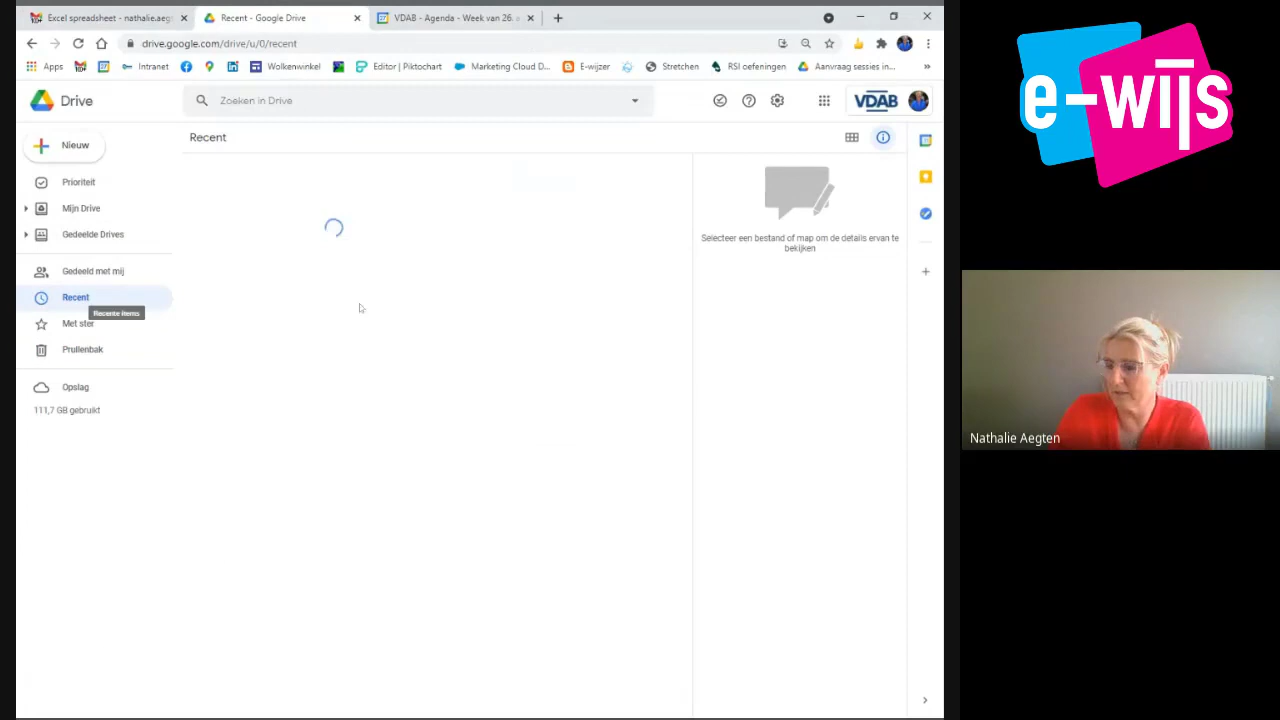 Excel spreadsheet - nathalie.aegt
Recent - Google Drive
VDAB - Agenda - Week van 26. a
drive.google.com/drive/u/0/recent
Apps
Intranet
Wolkenwinkel
Editor | Piktochart
Marketing Cloud D...
E-wijzer
Stretchen
RSI oefeningen
Aanvraag sessies in...
»
Drive
Zoeken in Drive
VDAB
Nieuw
Recent
Prioriteit
Mijn Drive
Gedeelde Drives
Gedeeld met mij
Recent
Recente items
Met ster
Prullenbak
Opslag
111,7 GB gebruikt
Selecteer een bestand of map om de details ervan te
bekijken
e-wijs
Nathalie Aegten